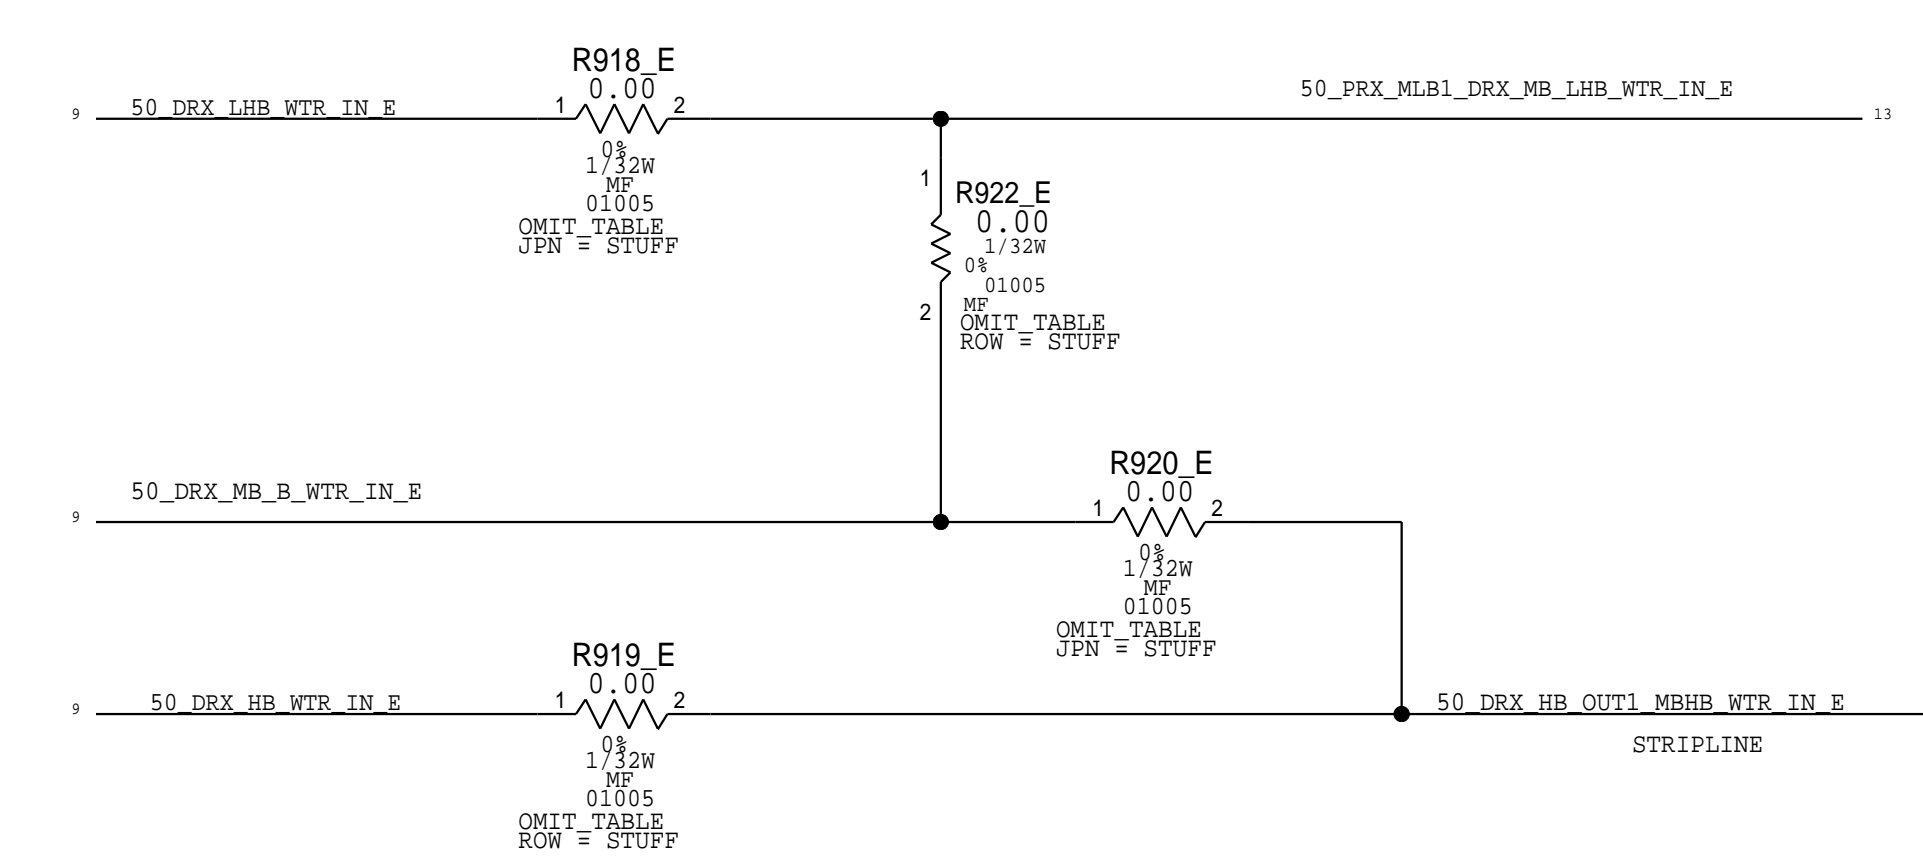 R918_E
0.00
9
50_DRX_LHB_WTR_IN_E
1
2
50_PRX_MLB1_DRX_MB_LHB_WTR_IN_E
13
0%
1/32W
MF
01005
OMIT_TABLE
JPN = STUFF
1
R922_E
0.00
1/32W
0%
01005
MF
2
OMIT_TABLE
ROW = STUFF
R920_E
0.00
50_DRX_MB_B_WTR_IN_E
9
1
2
0%
1/32W
MF
01005
OMIT_TABLE
JPN = STUFF
R919_E
0.00
9
50_DRX_HB_WTR_IN_E
1
2
50_DRX_HB_OUT1_MBHB_WTR_IN_E
STRIPLINE
0%
1/32W
MF
01005
OMIT_TABLE
ROW = STUFF